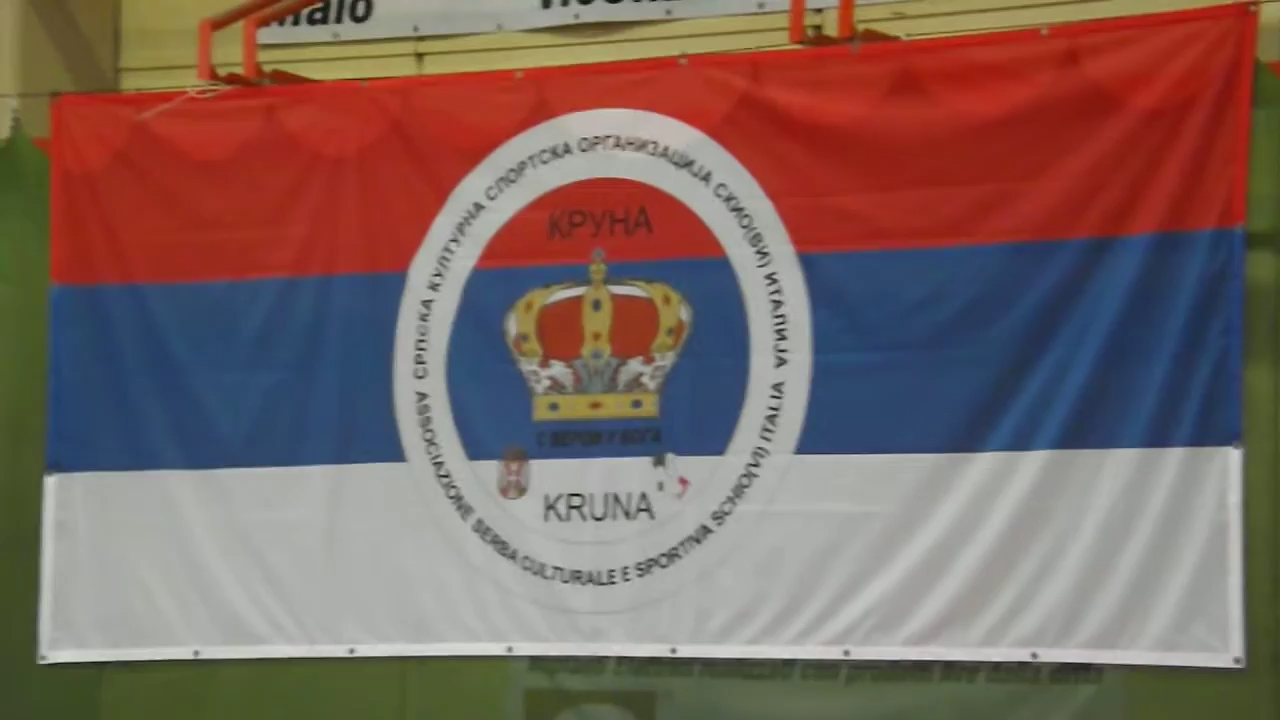 СРПСКА КУЛТУРНА СПОРТСКА ОРГАНИЗАЦИЈА СКИО(ВИ) ИТАЛИЈА
КРУНА
С ВЕРОМ У БОГА
KRUNA
ASSOCIAZIONE SERBA CULTURALE E SPORTIVA SCHIO(VI) ITALIA